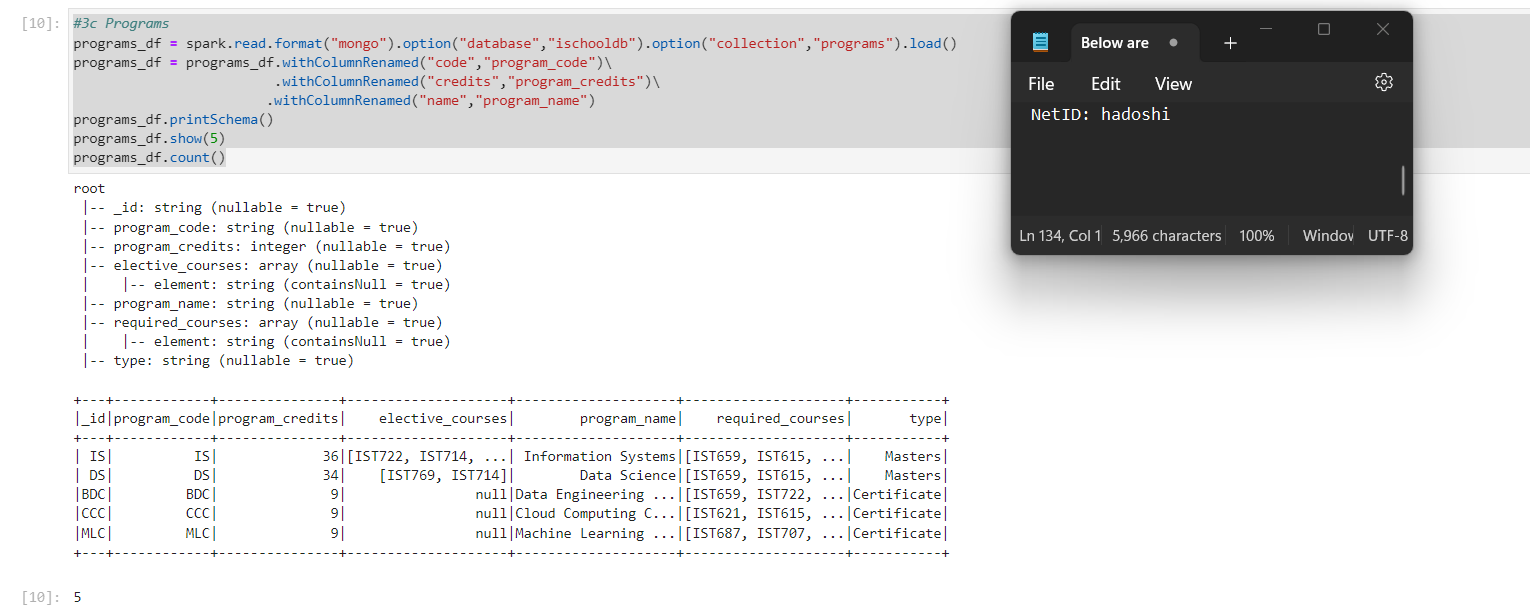 [10]: #3c Programs
programs_df = spark.read.format("mongo").option("database","ischooldb").option("collection","programs").load()
programs_df = programs_df.withColumnRenamed("code","program_code")\
                         .withColumnRenamed("credits","program_credits")\
                        .withColumnRenamed("name","program_name")
programs_df.printSchema()
programs_df.show(5)
programs_df.count()
root
 |-- _id: string (nullable = true)
 |-- program_code: string (nullable = true)
 |-- program_credits: integer (nullable = true)
 |-- elective_courses: array (nullable = true)
 |    |-- element: string (containsNull = true)
 |-- program_name: string (nullable = true)
 |-- required_courses: array (nullable = true)
 |    |-- element: string (containsNull = true)
 |-- type: string (nullable = true)
+---+------------+---------------+--------------------+--------------------+--------------------+-----------+
|_id|program_code|program_credits|    elective_courses|        program_name|    required_courses|       type|
+---+------------+---------------+--------------------+--------------------+--------------------+-----------+
| IS|          IS|             36|[IST722, IST714, ...| Information Systems|[IST659, IST615, ...|    Masters|
| DS|          DS|             34|    [IST769, IST714]|        Data Science|[IST659, IST615, ...|    Masters|
|BDC|         BDC|              9|                null|Data Engineering ...|[IST659, IST722, ...|Certificate|
|CCC|         CCC|              9|                null|Cloud Computing C...|[IST621, IST615, ...|Certificate|
|MLC|         MLC|              9|                null|Machine Learning ...|[IST687, IST707, ...|Certificate|
+---+------------+---------------+--------------------+--------------------+--------------------+-----------+
[10]: 5
Below are
File Edit View
NetID: hadoshi
Ln 134, Col 1 5,966 characters 100% Window UTF-8